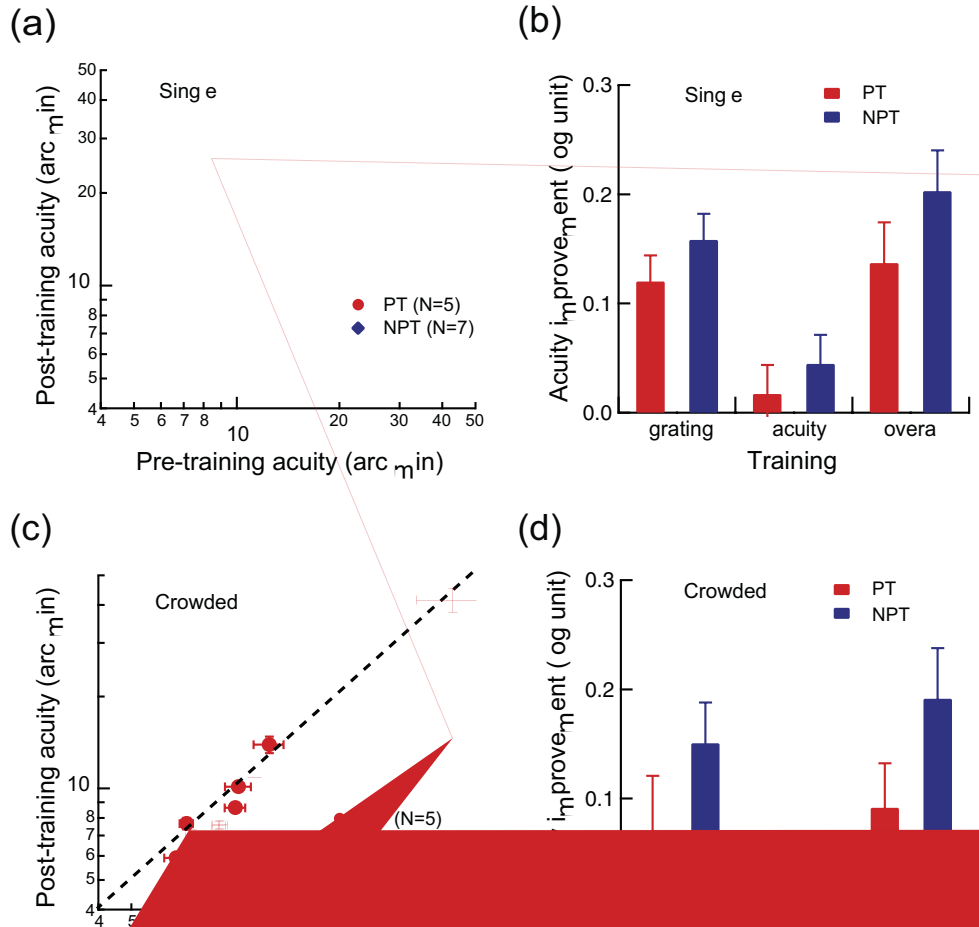 (a)
Sing e
Post-training acuity (arc min)
50
40
30
20
10
8
7
6
5
4
4 5 6 7 8 10 20 30 40 50
Pre-training acuity (arc min)
PT (N=5)
NPT (N=7)
(b)
Sing e
PT
NPT
Acuity improvement ( og unit)
0.3
0.2
0.1
0.0
grating acuity overa
Training
(c)
Crowded
Post-training acuity (arc min)
10
8
7
6
5
4
4 5
(N=5)
(d)
Crowded
PT
NPT
improvement ( og unit)
0.3
0.2
0.1